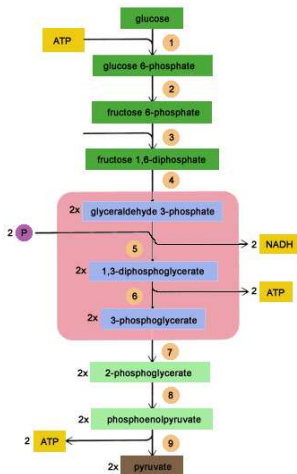 glucose
ATP
1
glucose 6-phosphate
2
fructose 6-phosphate
3
fructose 1,6-diphosphate
4
2x glyceraldehyde 3-phosphate
2 P
5
2 NADH
2x 1,3-diphosphoglycerate
6
2 ATP
2x 3-phosphoglycerate
7
2x 2-phosphoglycerate
8
2x phosphoenolpyruvate
2 ATP
9
2x pyruvate